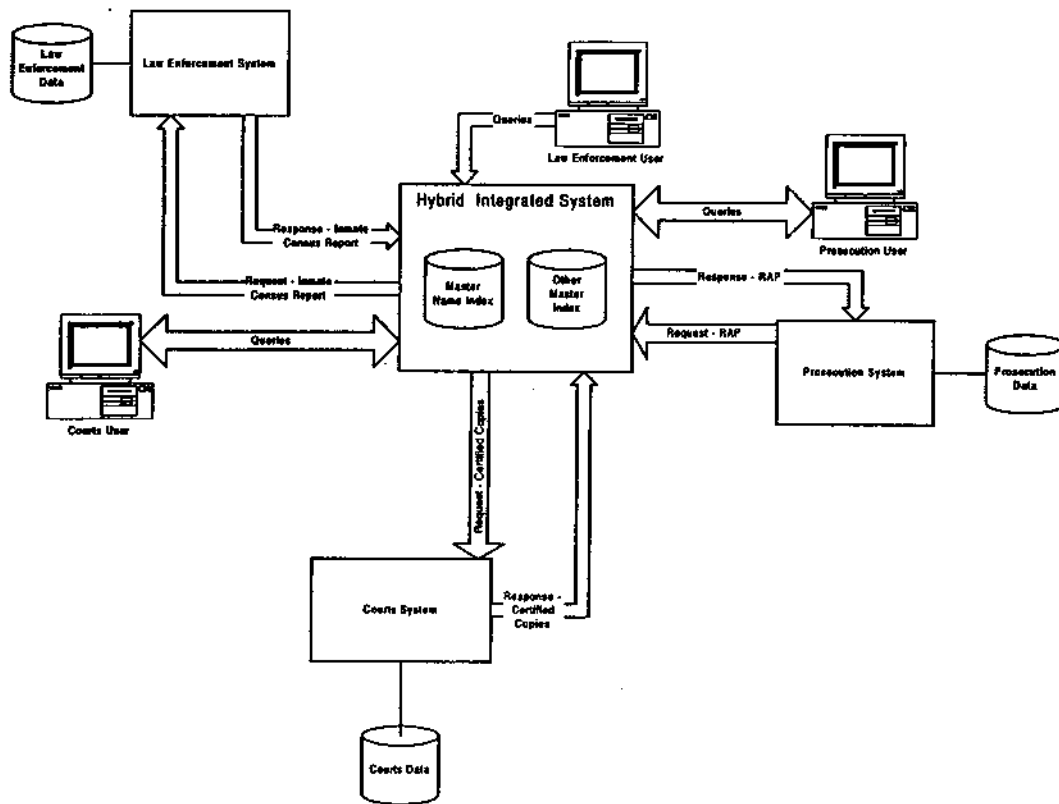 Law
Enforcement
Data
Law Enforcement System
Queries
Law Enforcement User
Hybrid Integrated System
Queries
Prosecution User
Response - Inmate
Census Report
Request - Inmate
Census Report
Master
Name Index
Other
Master
Index
Response - RAP
Request - RAP
Queries
Courts User
Prosecution System
Prosecution
Data
Request - Certified Copies
Courts System
Response -
Certified
Copies
Courts Data